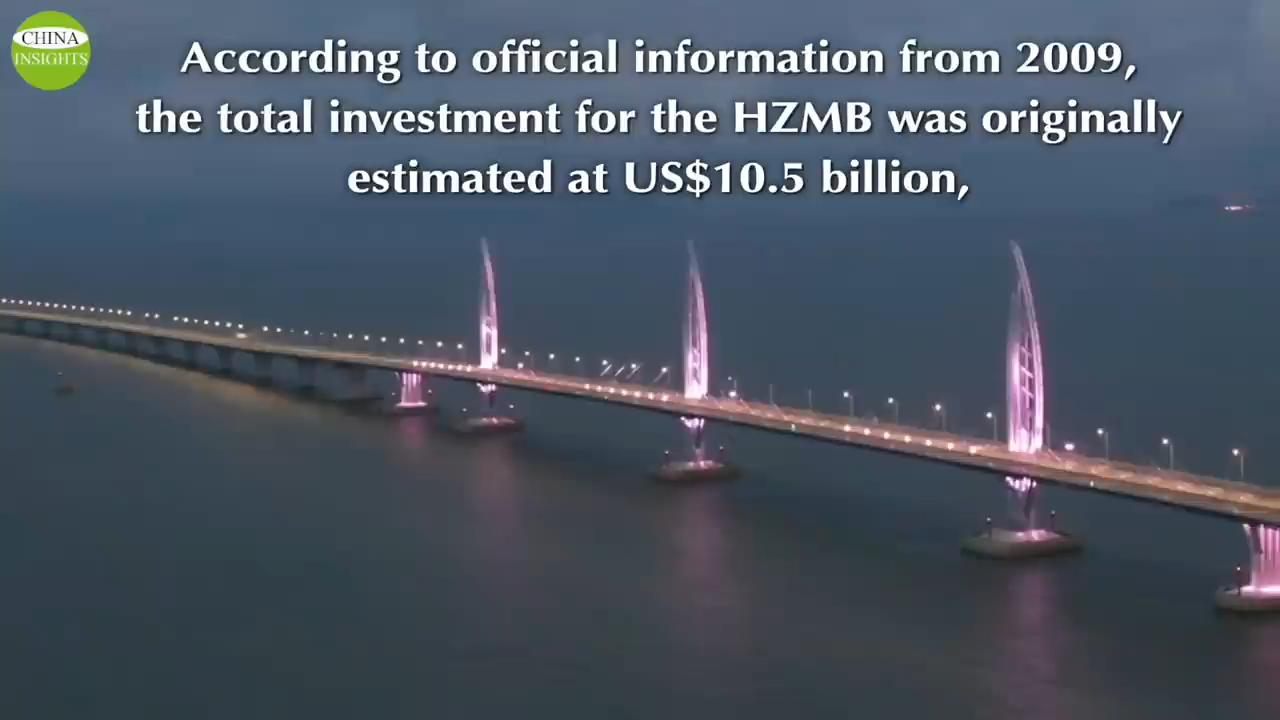 CHINA
INSIGHTS
According to official information from 2009,
the total investment for the HZMB was originally
estimated at US$10.5 billion,